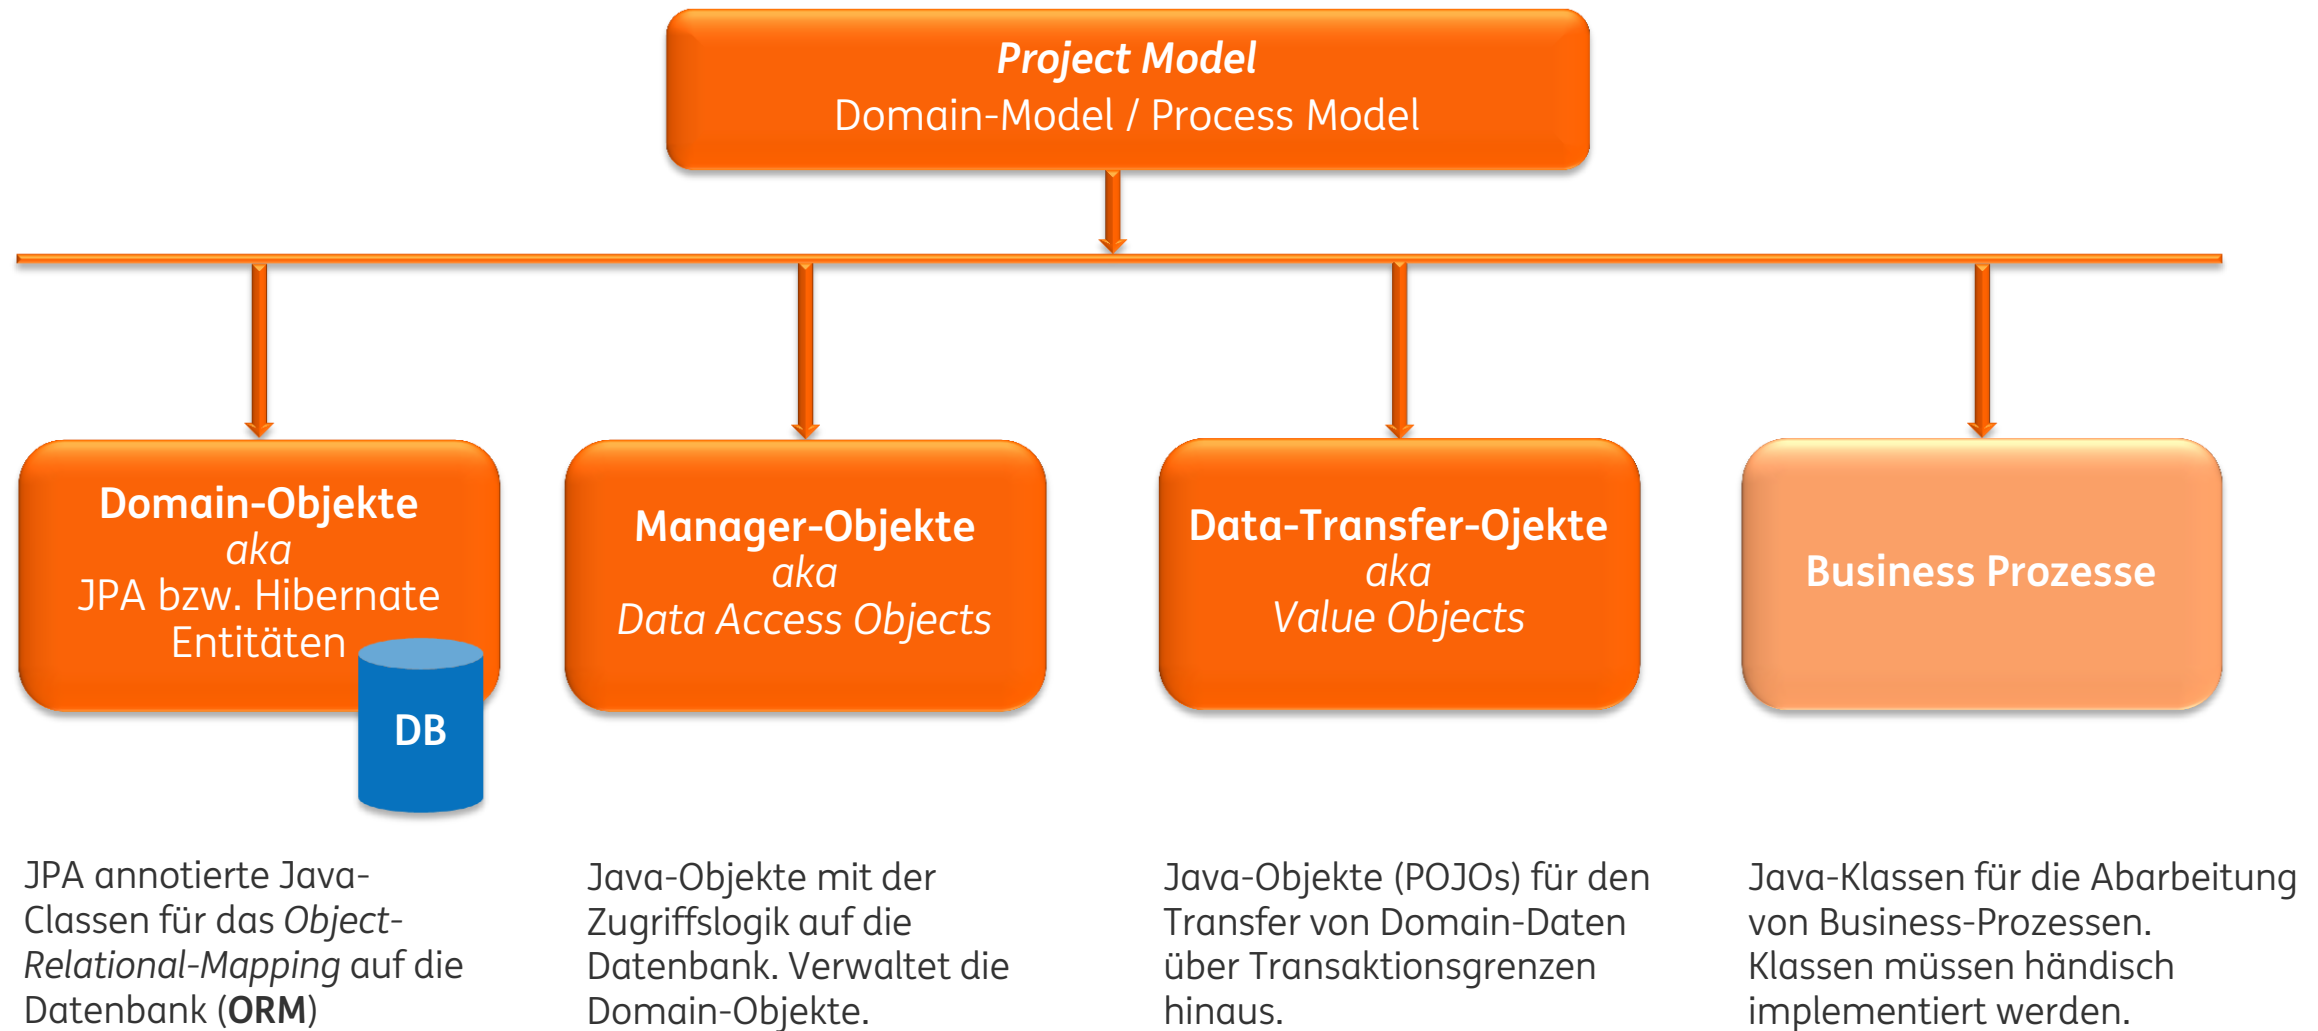 Project Model
Domain-Model / Process Model
Domain-Objekte
aka
JPA bzw. Hibernate
Entitäten
DB
Manager-Objekte
aka
Data Access Objects
Data-Transfer-Ojekte
aka
Value Objects
Business Prozesse
JPA annotierte Java-
Classen für das Object-
Relational-Mapping auf die
Datenbank (ORM)
Java-Objekte mit der
Zugriffslogik auf die
Datenbank. Verwaltet die
Domain-Objekte.
Java-Objekte (POJOs) für den
Transfer von Domain-Daten
über Transaktionsgrenzen
hinaus.
Java-Klassen für die Abarbeitung
von Business-Prozessen.
Klassen müssen händisch
implementiert werden.